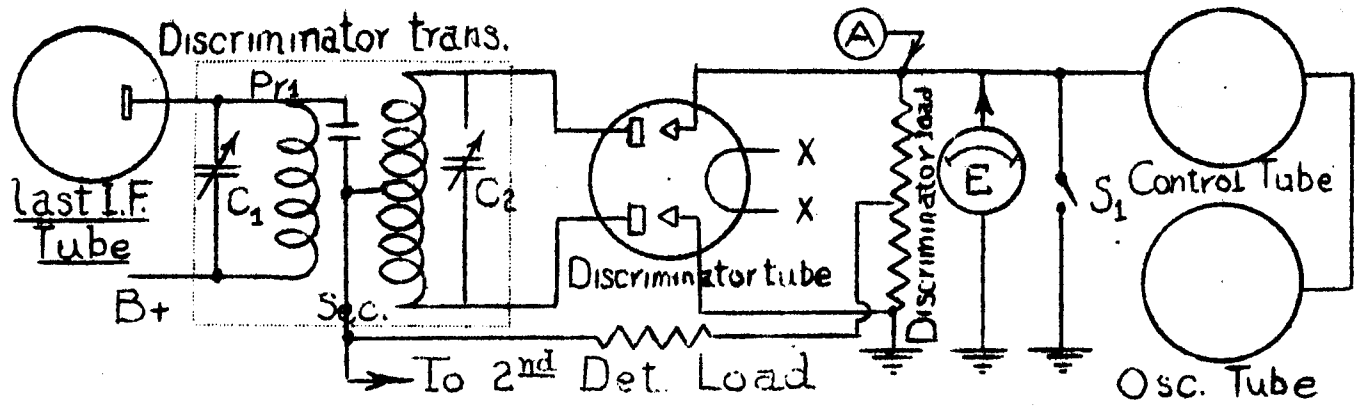 Discriminator trans.
A
Pr1
C1
C2
last I.F.
Tube
B+
Sec.
X
X
Discriminator tube
Discriminator load
E
S1
Control Tube
To 2nd Det. Load
Osc. Tube